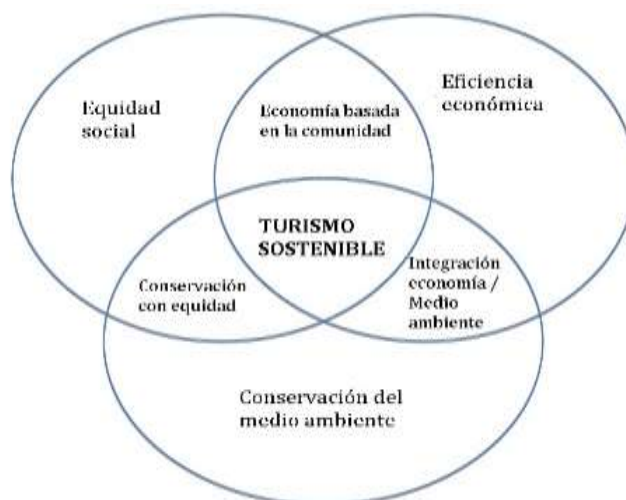 Equidad
social
Economía basada
en la comunidad
Eficiencia
económica
TURISMO
SOSTENIBLE
Conservación
con equidad
Integración
economía /
Medio
ambiente
Conservación del
medio ambiente